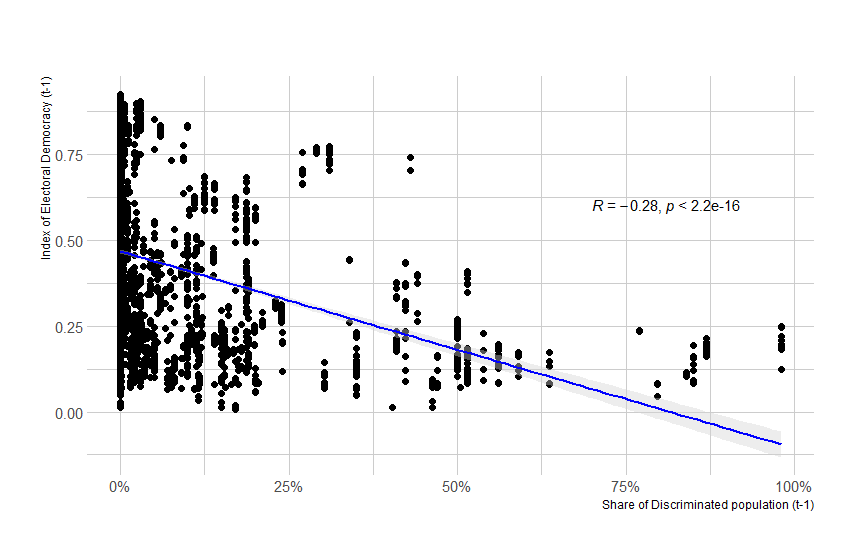 Index of Electoral Democracy (t-1)
0.75
0.50
0.25
0.00
R = −0.28, p < 2.2e-16
0% 25% 50% 75% 100%
Share of Discriminated population (t-1)